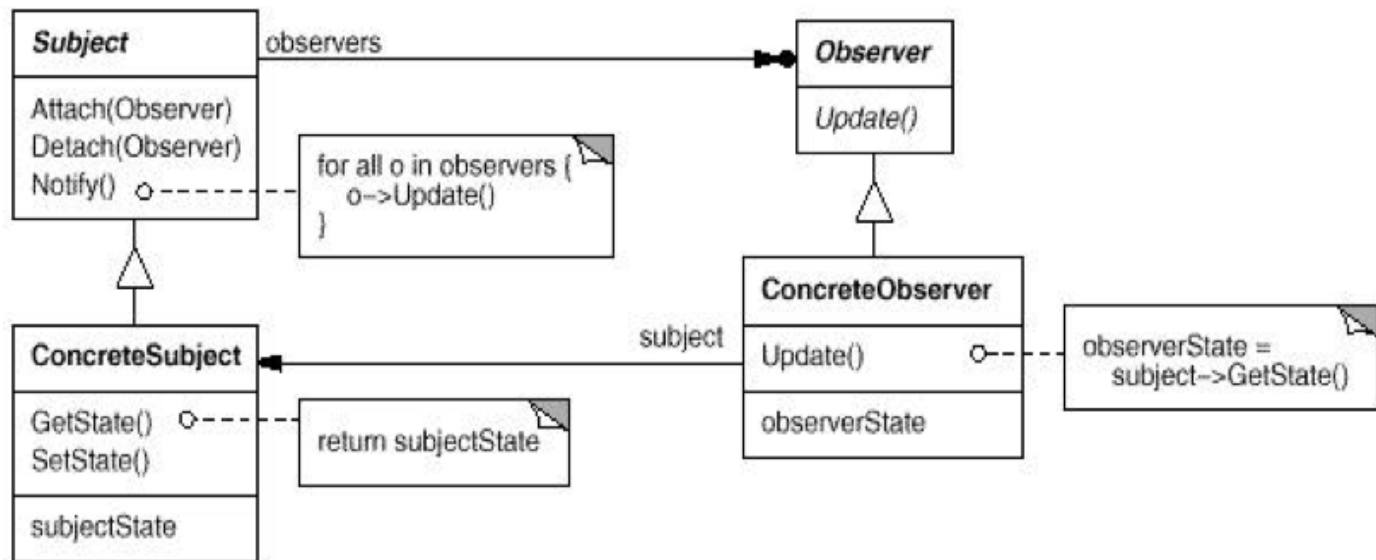 Subject
observers
Observer
Attach(Observer)
Detach(Observer)
Notify()
for all o in observers {
o->Update()
}
Update()
ConcreteSubject
GetState()
SetState()
subjectState
return subjectState
subject
ConcreteObserver
Update()
observerState
observerState =
subject->GetState()